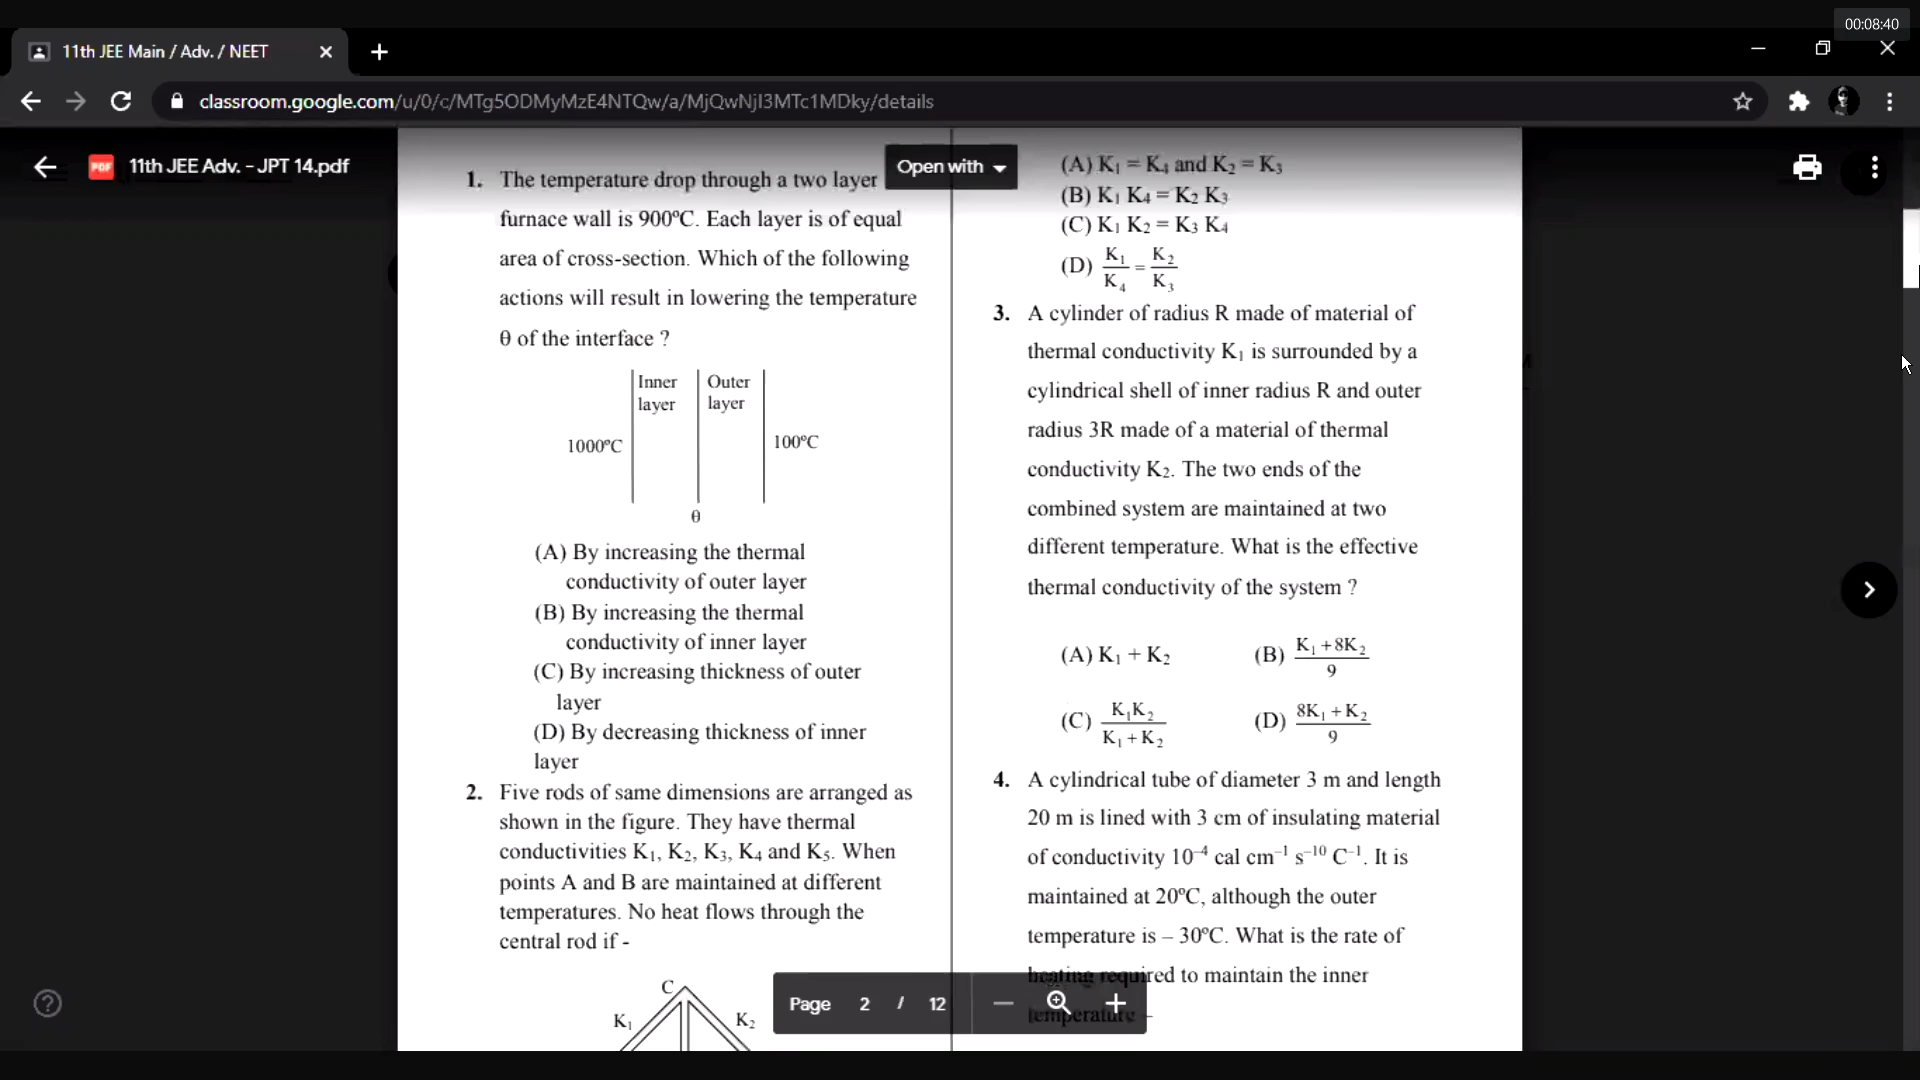 00:08:40
11th JEE Main / Adv. / NEET
classroom.google.com/u/0/c/MTg5ODMyMzE4NTQw/a/MjQwNjI3MTc1MDky/details
PDF 11th JEE Adv. - JPT 14.pdf
Open with
1. The temperature drop through a two layer
furnace wall is 900ºC. Each layer is of equal
area of cross-section. Which of the following
actions will result in lowering the temperature
θ of the interface ?
Inner layer
Outer layer
1000ºC
100ºC
θ
(A) By increasing the thermal
conductivity of outer layer
(B) By increasing the thermal
conductivity of inner layer
(C) By increasing thickness of outer
layer
(D) By decreasing thickness of inner
layer
2. Five rods of same dimensions are arranged as
shown in the figure. They have thermal
conductivities K₁, K₂, K₃, K₄ and K₅. When
points A and B are maintained at different
temperatures. No heat flows through the
central rod if -
C
K₁ K₂
(A) K₁ = K₄ and K₂ = K₃
(B) K₁ K₄ = K₂ K₃
(C) K₁ K₂ = K₃ K₄
(D) K₁/K₄ = K₂/K₃
3. A cylinder of radius R made of material of
thermal conductivity K₁ is surrounded by a
cylindrical shell of inner radius R and outer
radius 3R made of a material of thermal
conductivity K₂. The two ends of the
combined system are maintained at two
different temperature. What is the effective
thermal conductivity of the system ?
(A) K₁ + K₂ (B) K₁ +8K₂ / 9
(C) K₁K₂ / K₁ + K₂ (D) 8K₁ + K₂ / 9
4. A cylindrical tube of diameter 3 m and length
20 m is lined with 3 cm of insulating material
of conductivity 10⁻⁴ cal cm⁻¹ s⁻¹⁰ C⁻¹. It is
maintained at 20ºC, although the outer
temperature is – 30ºC. What is the rate of
heating required to maintain the inner
temperature –
Page 2 / 12